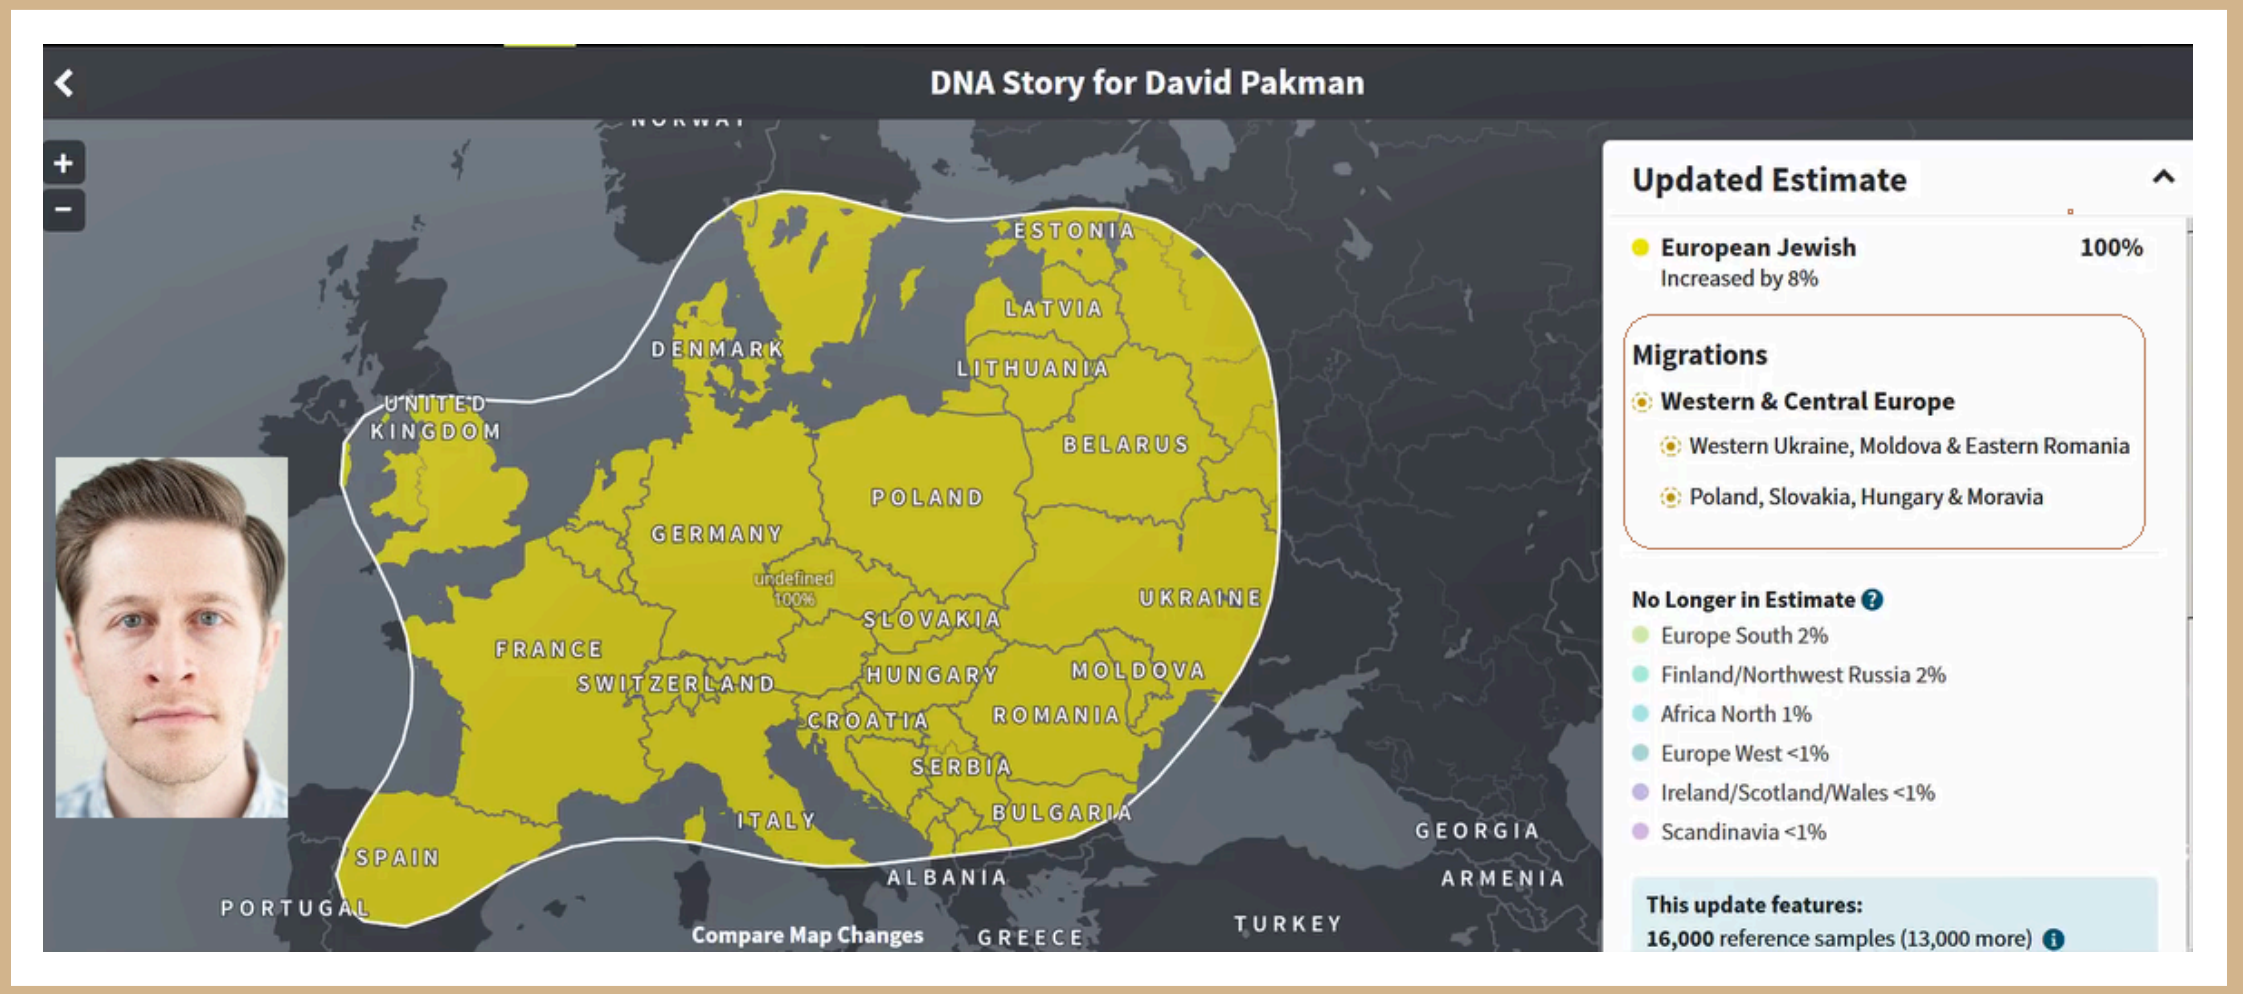 DNA Story for David Pakman
NORWAY
+
−
ESTONIA
LATVIA
DENMARK
LITHUANIA
UNITED
KINGDOM
BELARUS
POLAND
GERMANY
undefined
100%
UKRAINE
SLOVAKIA
FRANCE
SWITZERLAND
HUNGARY
MOLDOVA
CROATIA
ROMANIA
SERBIA
ITALY
BULGARIA
GEORGIA
SPAIN
ALBANIA
ARMENIA
PORTUGAL
TURKEY
Compare Map Changes
GREECE
Updated Estimate
European Jewish 100%
Increased by 8%
Migrations
Western & Central Europe
Western Ukraine, Moldova & Eastern Romania
Poland, Slovakia, Hungary & Moravia
No Longer in Estimate ?
Europe South 2%
Finland/Northwest Russia 2%
Africa North 1%
Europe West <1%
Ireland/Scotland/Wales <1%
Scandinavia <1%
This update features:
16,000 reference samples (13,000 more) i